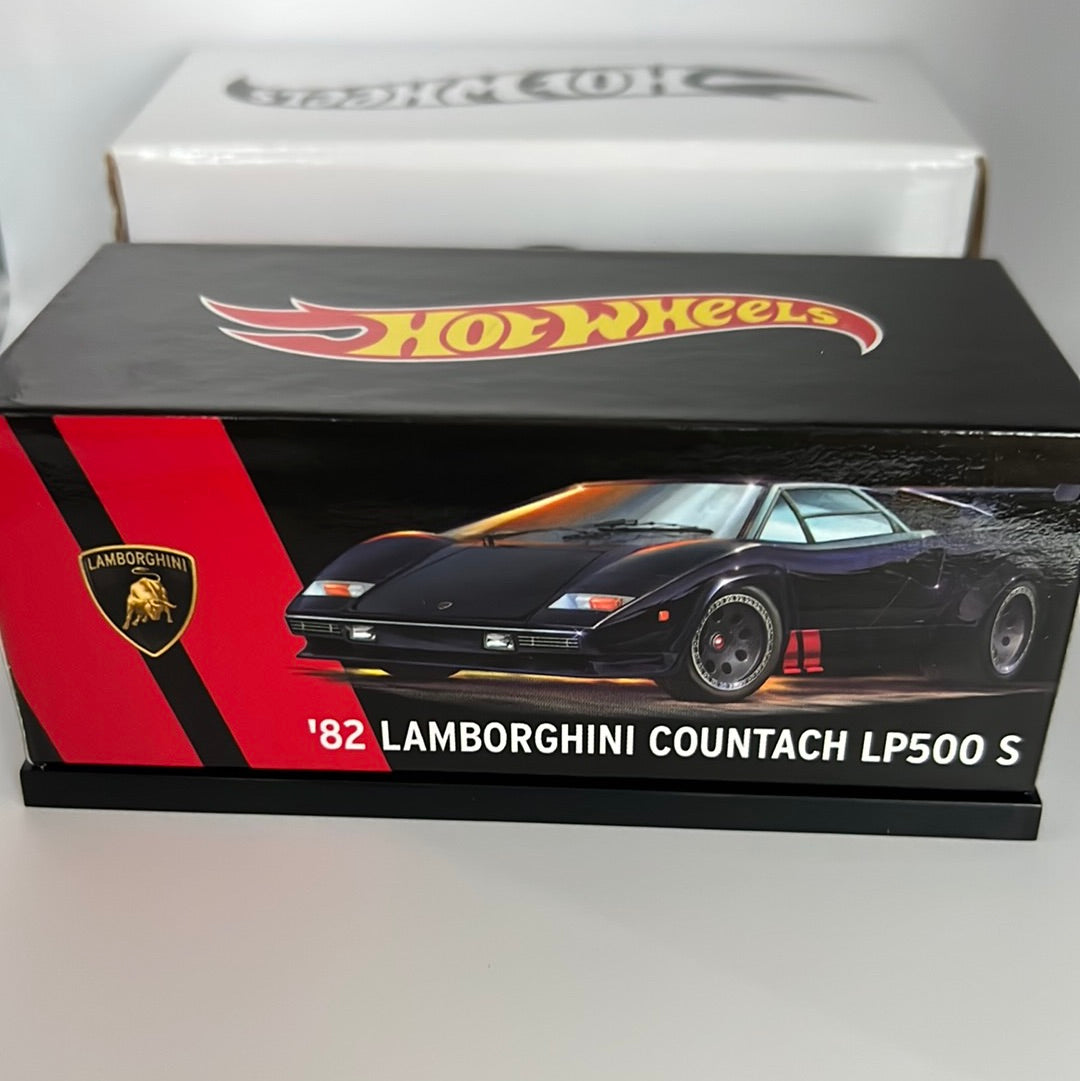 HOT WHEELS
HOT WHEELS
LAMBORGHINI
'82 LAMBORGHINI COUNTACH LP500 S